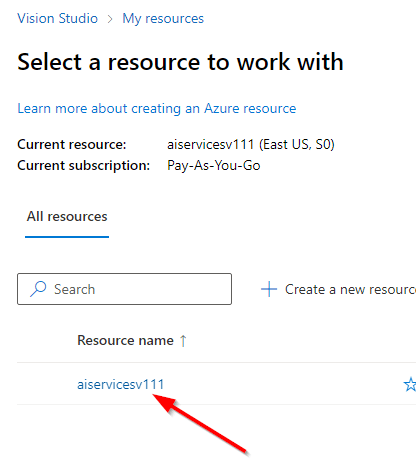 Vision Studio > My resources
Select a resource to work with
Learn more about creating an Azure resource
Current resource: aiservicesv111 (East US, S0)
Current subscription: Pay-As-You-Go
All resources
Search + Create a new resource
Resource name ↑
aiservicesv111